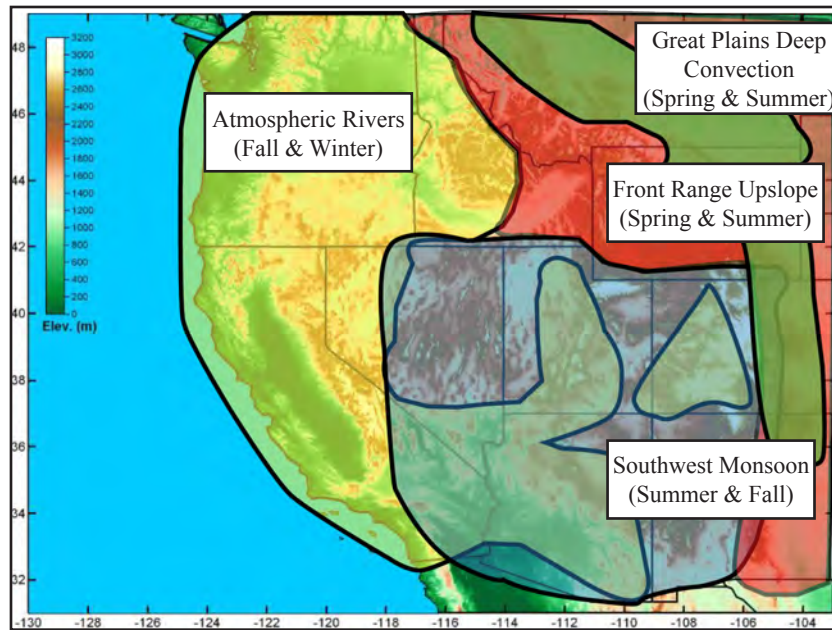 48
46
44
42
40
38
36
34
32
3200
3000
2800
2600
2400
2200
2000
1800
1600
1400
1200
1000
800
600
400
200
0
Elev. (m)
Atmospheric Rivers
(Fall & Winter)
Great Plains Deep
Convection
(Spring & Summer)
Front Range Upslope
(Spring & Summer)
Southwest Monsoon
(Summer & Fall)
-130 -128 -126 -124 -122 -120 -118 -116 -114 -112 -110 -108 -106 -104